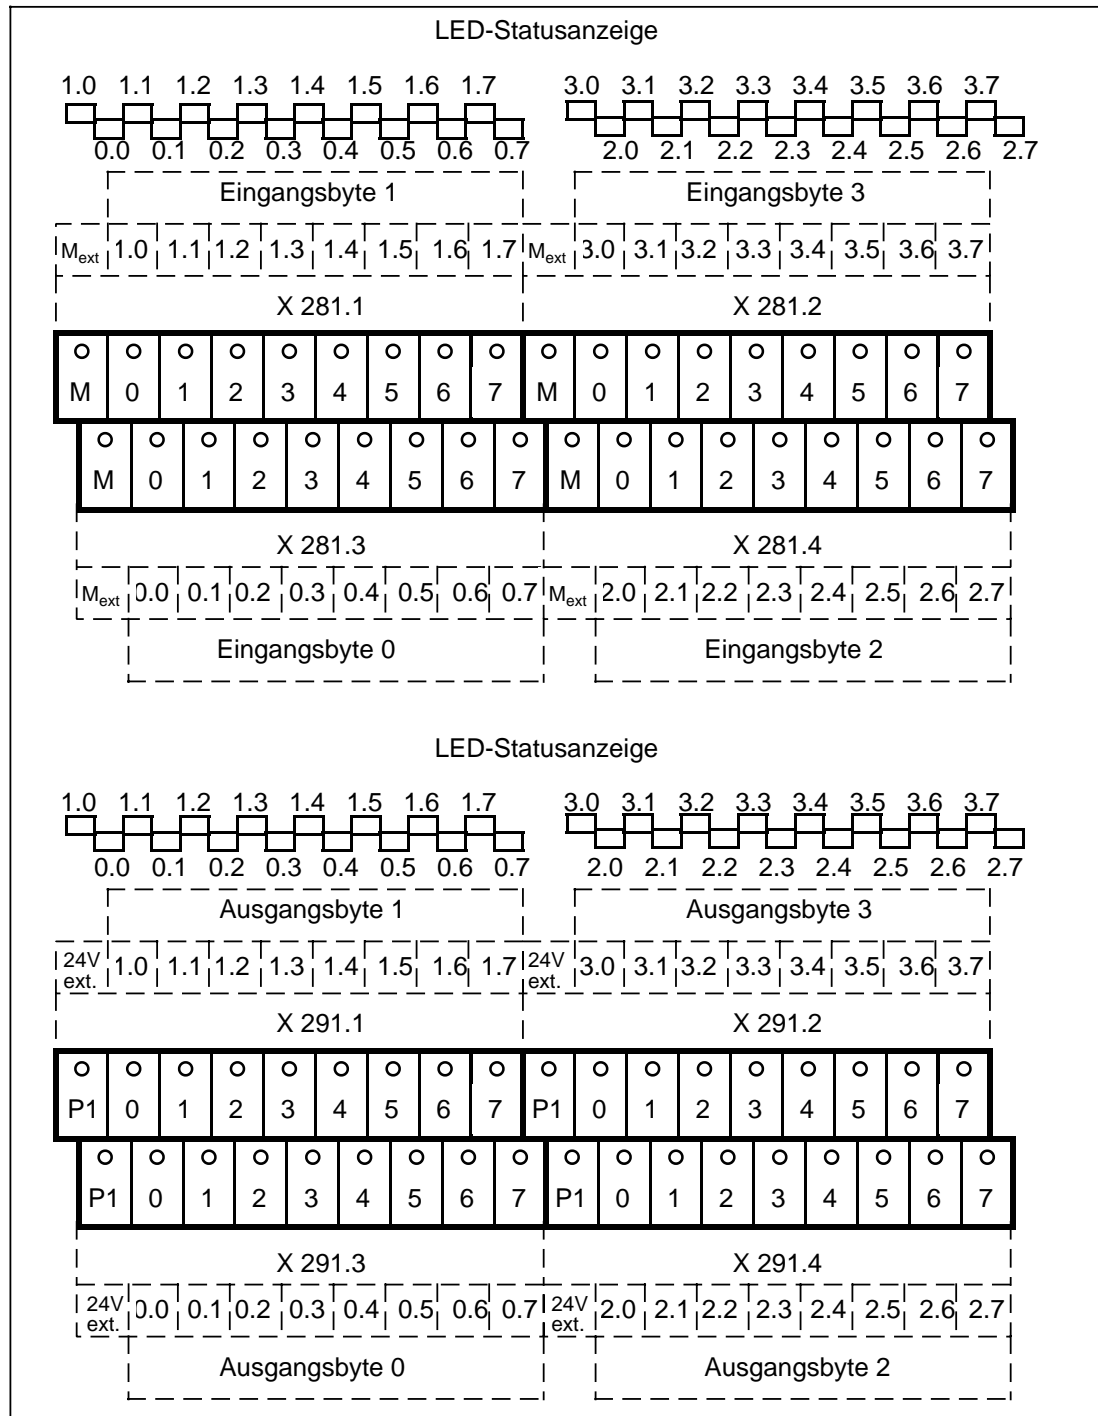 LED-Statusanzeige
1.0 1.1 1.2 1.3 1.4 1.5 1.6 1.7 3.0 3.1 3.2 3.3 3.4 3.5 3.6 3.7
0.0 0.1 0.2 0.3 0.4 0.5 0.6 0.7 2.0 2.1 2.2 2.3 2.4 2.5 2.6 2.7
Eingangsbyte 1 Eingangsbyte 3
Mext 1.0 1.1 1.2 1.3 1.4 1.5 1.6 1.7 Mext 3.0 3.1 3.2 3.3 3.4 3.5 3.6 3.7
X 281.1 X 281.2
M 0 1 2 3 4 5 6 7 M 0 1 2 3 4 5 6 7
M 0 1 2 3 4 5 6 7 M 0 1 2 3 4 5 6 7
X 281.3 X 281.4
Mext 0.0 0.1 0.2 0.3 0.4 0.5 0.6 0.7 Mext 2.0 2.1 2.2 2.3 2.4 2.5 2.6 2.7
Eingangsbyte 0 Eingangsbyte 2
LED-Statusanzeige
1.0 1.1 1.2 1.3 1.4 1.5 1.6 1.7 3.0 3.1 3.2 3.3 3.4 3.5 3.6 3.7
0.0 0.1 0.2 0.3 0.4 0.5 0.6 0.7 2.0 2.1 2.2 2.3 2.4 2.5 2.6 2.7
Ausgangsbyte 1 Ausgangsbyte 3
24V ext. 1.0 1.1 1.2 1.3 1.4 1.5 1.6 1.7 24V ext. 3.0 3.1 3.2 3.3 3.4 3.5 3.6 3.7
X 291.1 X 291.2
P1 0 1 2 3 4 5 6 7 P1 0 1 2 3 4 5 6 7
P1 0 1 2 3 4 5 6 7 P1 0 1 2 3 4 5 6 7
X 291.3 X 291.4
24V ext. 0.0 0.1 0.2 0.3 0.4 0.5 0.6 0.7 24V ext. 2.0 2.1 2.2 2.3 2.4 2.5 2.6 2.7
Ausgangsbyte 0 Ausgangsbyte 2